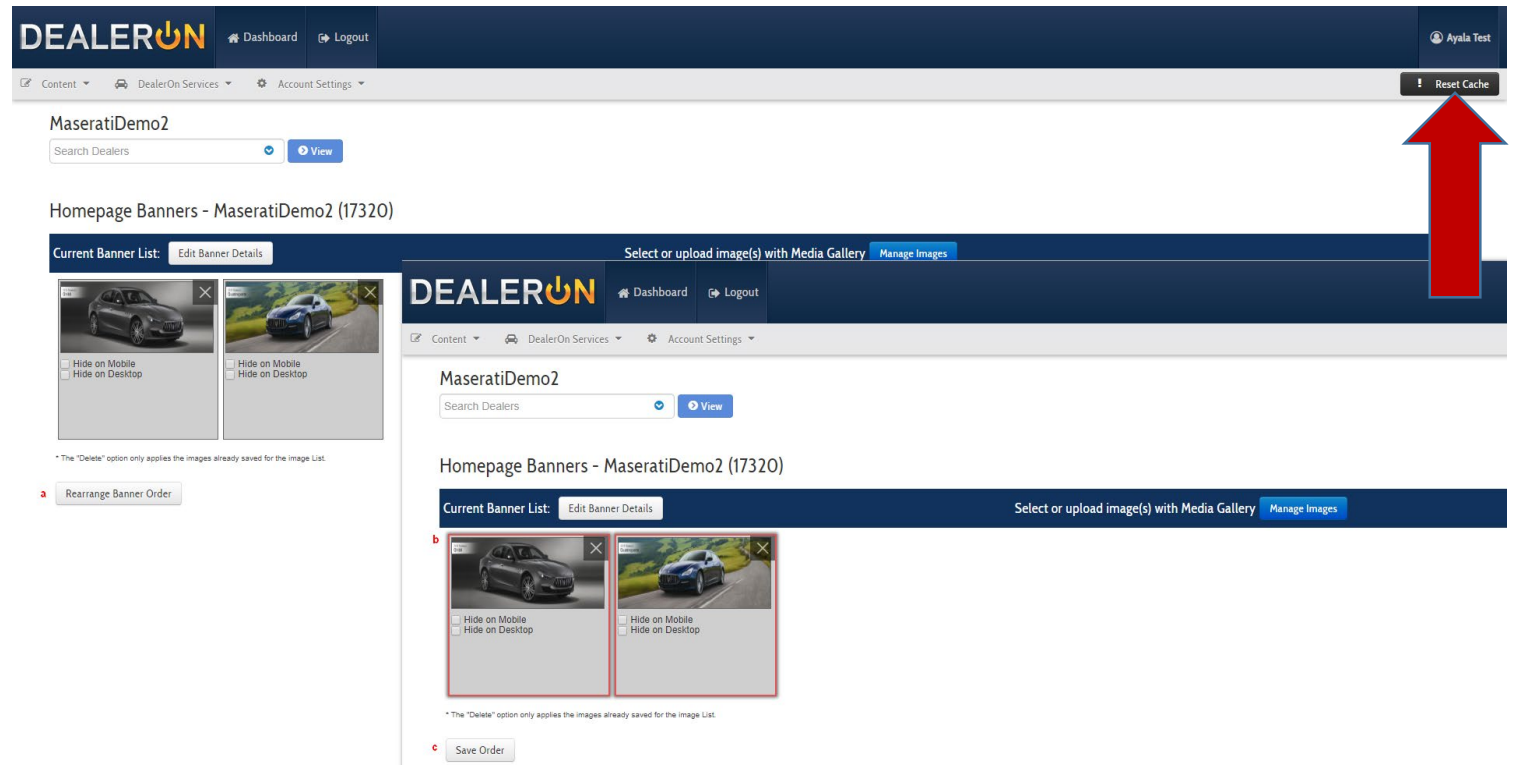 DEALERON Dashboard Logout Ayala Test
Content DealerOn Services Account Settings ! Reset Cache
MaseratiDemo2
Search Dealers View
Homepage Banners - MaseratiDemo2 (17320)
Current Banner List: Edit Banner Details Select or upload image(s) with Media Gallery Manage Images
Hide on Mobile Hide on Mobile
Hide on Desktop Hide on Desktop
* The "Delete" option only applies the images already saved for the image List.
a Rearrange Banner Order
DEALERON Dashboard Logout
Content DealerOn Services Account Settings
MaseratiDemo2
Search Dealers View
Homepage Banners - MaseratiDemo2 (17320)
Current Banner List: Edit Banner Details Select or upload image(s) with Media Gallery Manage Images
b
Hide on Mobile Hide on Mobile
Hide on Desktop Hide on Desktop
* The "Delete" option only applies the images already saved for the image List.
c Save Order